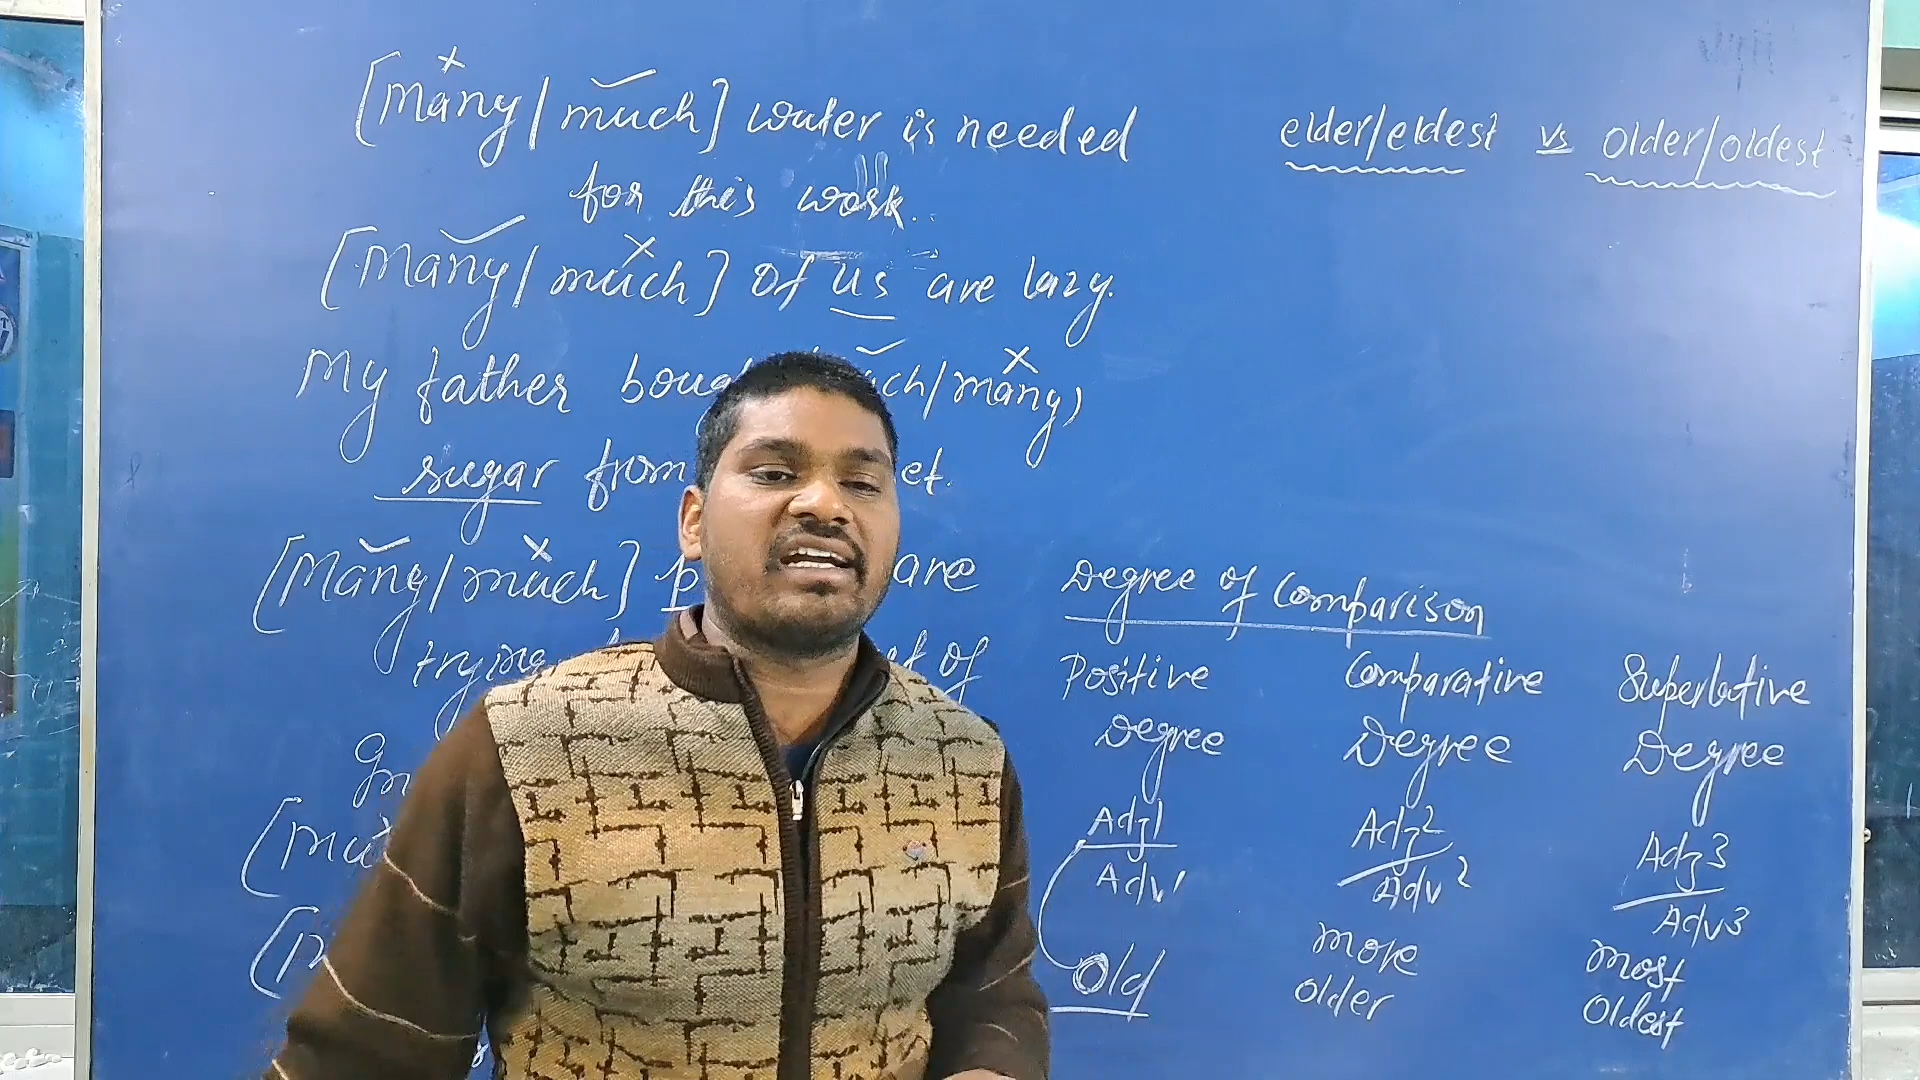 [Many/much] water is needed
for this work.
[Many/much] of us are lazy.
My father /many)
sugar from
[Many/much] are
of
elder/eldest vs older/oldest
Degree of Comparison
Positive Degree
Comparative Degree
Superlative Degree
Adj1
Adv1
Adj2
Adv2
Adj3
Adv3
Old
more
older
most
oldest